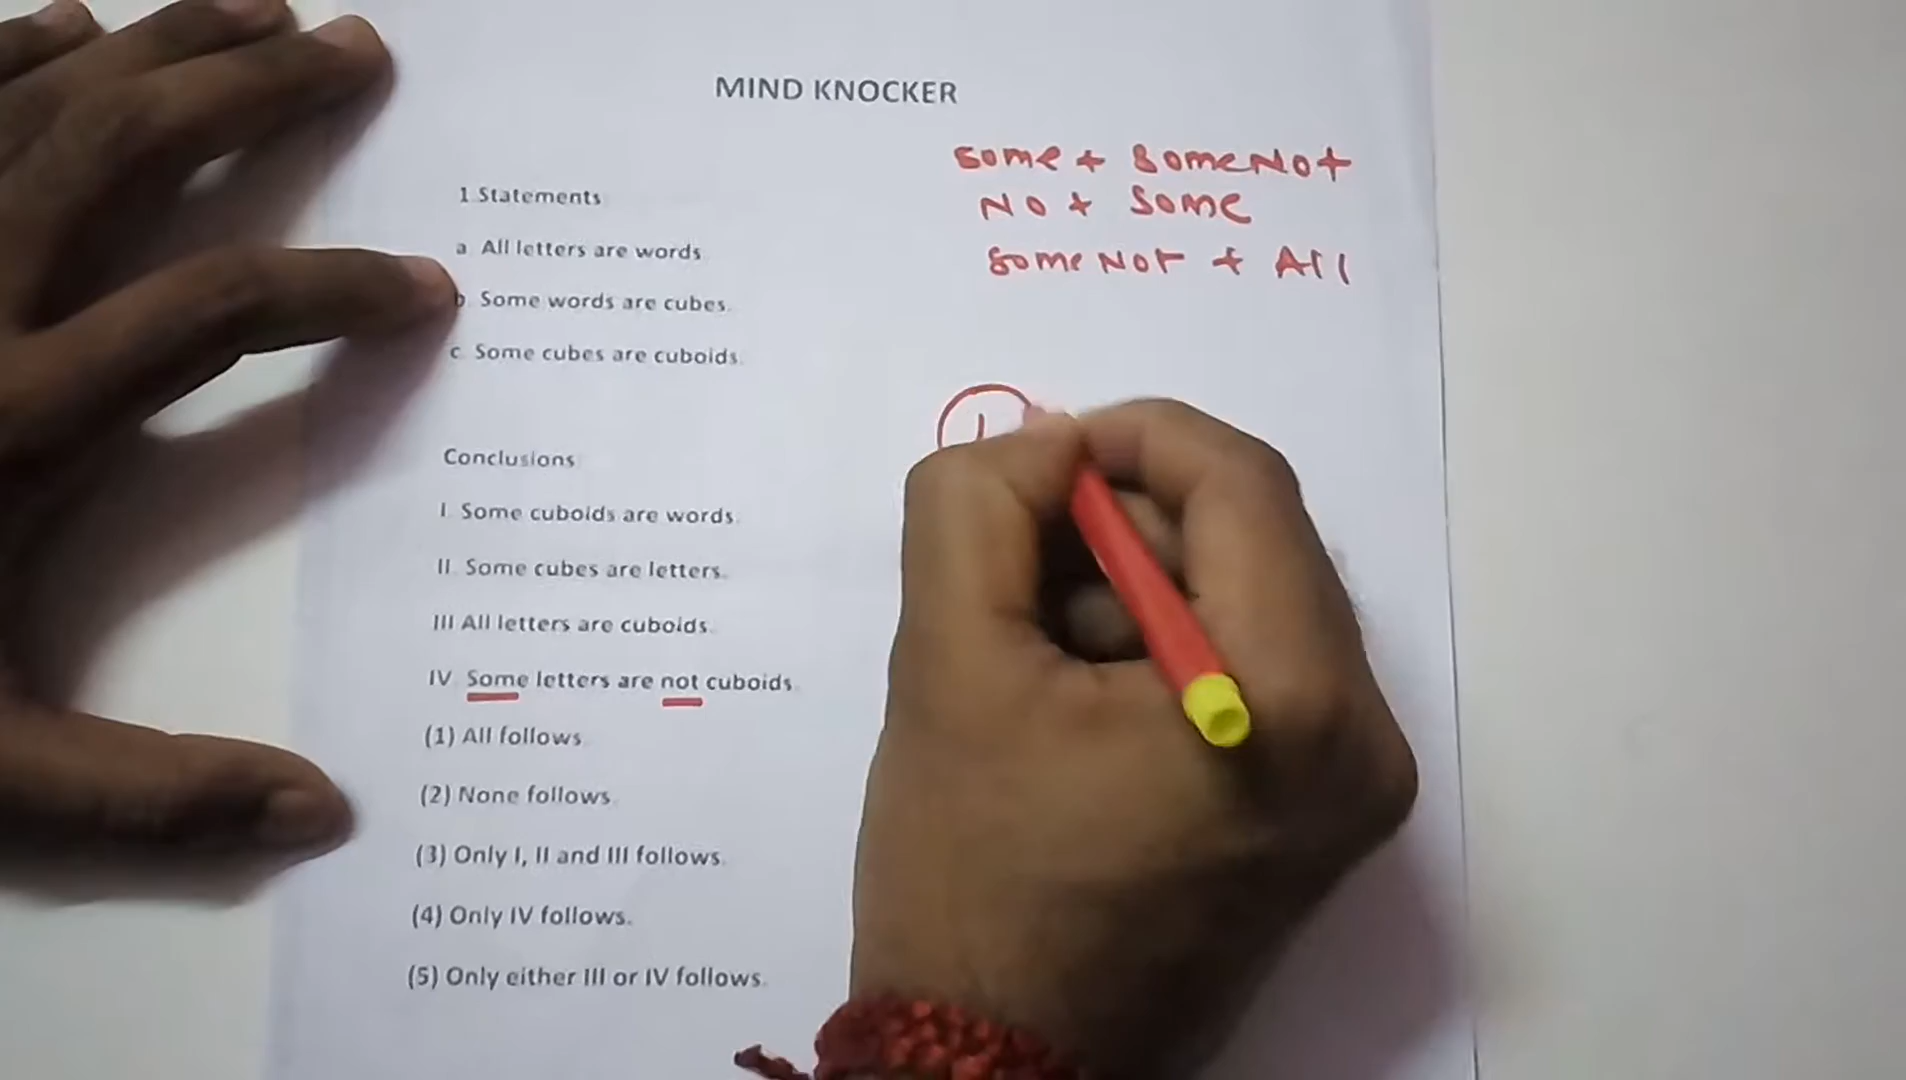 MIND KNOCKER
some + some Not
No + Some
some Not + All
1.Statements
a. All letters are words.
b. Some words are cubes.
c. Some cubes are cuboids.
Conclusions
I. Some cuboids are words.
II. Some cubes are letters.
III All letters are cuboids.
IV. Some letters are not cuboids.
(1) All follows.
(2) None follows.
(3) Only I, II and III follows.
(4) Only IV follows.
(5) Only either III or IV follows.